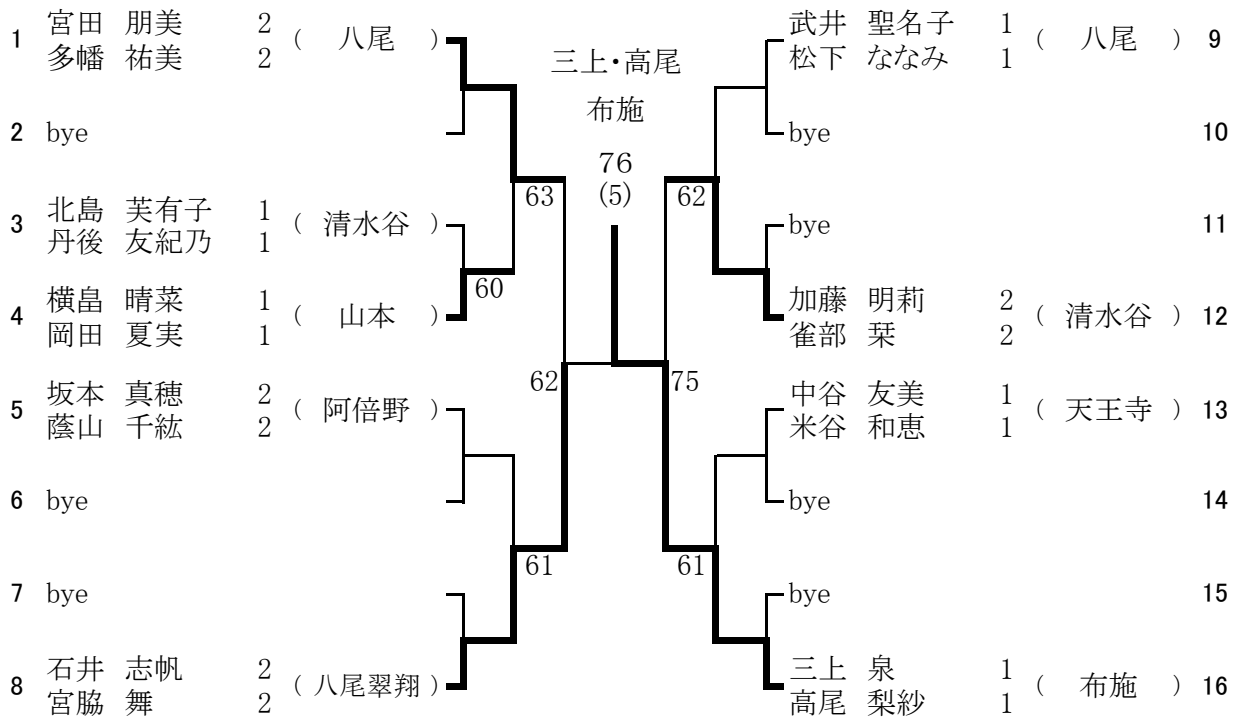 1 宮田 朋美 2 ( 八尾 )
多幡 祐美 2
2 bye
3 北島 芙有子 1 ( 清水谷 )
丹後 友紀乃 1
4 横畠 晴菜 1 ( 山本 )
岡田 夏実 1
5 坂本 真穂 2 ( 阿倍野 )
蔭山 千紘 2
6 bye
7 bye
8 石井 志帆 2 ( 八尾翠翔 )
宮脇 舞 2
63
60
62
61
三上・高尾
布施
76
(5)
62
75
61
武井 聖名子 1 ( 八尾 ) 9
松下 ななみ 1
bye 10
bye 11
加藤 明莉 2 ( 清水谷 ) 12
雀部 栞 2
中谷 友美 1 ( 天王寺 ) 13
米谷 和恵 1
bye 14
bye 15
三上 泉 1 ( 布施 ) 16
高尾 梨紗 1